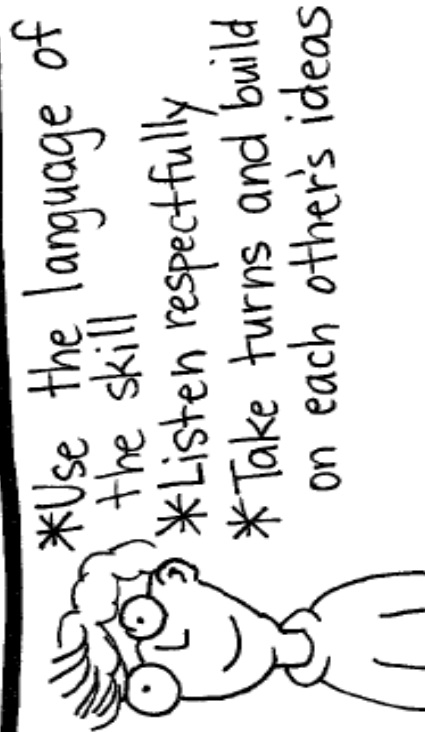 *Use the language of
the skill
*Listen respectfully
*Take turns and build
on each other's ideas